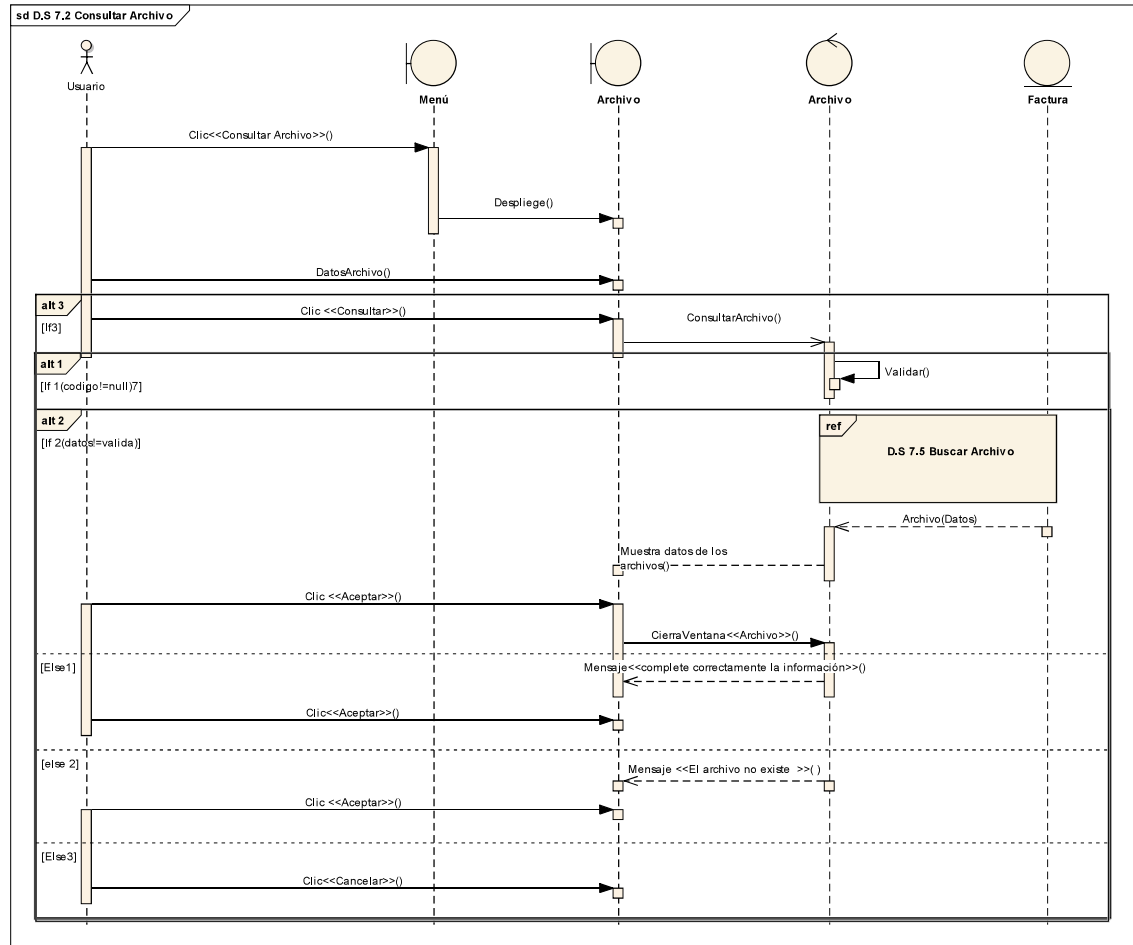 sd D.S 7.2 Consultar Archivo
Usuario
Menú
Archivo
Archivo
Factura
Clic<<Consultar Archivo>>()
Despliege()
DatosArchivo()
alt 3
Clic <<Consultar>>()
ConsultarArchivo()
[If3]
alt 1
Validar()
[If 1(codigo!=null)7]
alt 2
ref
[If 2(datos!=valida)]
D.S 7.5 Buscar Archivo
Archivo(Datos)
Muestra datos de los
archivos()
Clic <<Aceptar>>()
CierraVentana<<Archivo>>()
[Else1]
Mensaje<<complete correctamente la información>>()
Clic<<Aceptar>>()
[else 2]
Mensaje <<El archivo no existe >>( )
Clic <<Aceptar>>()
[Else3]
Clic<<Cancelar>>()